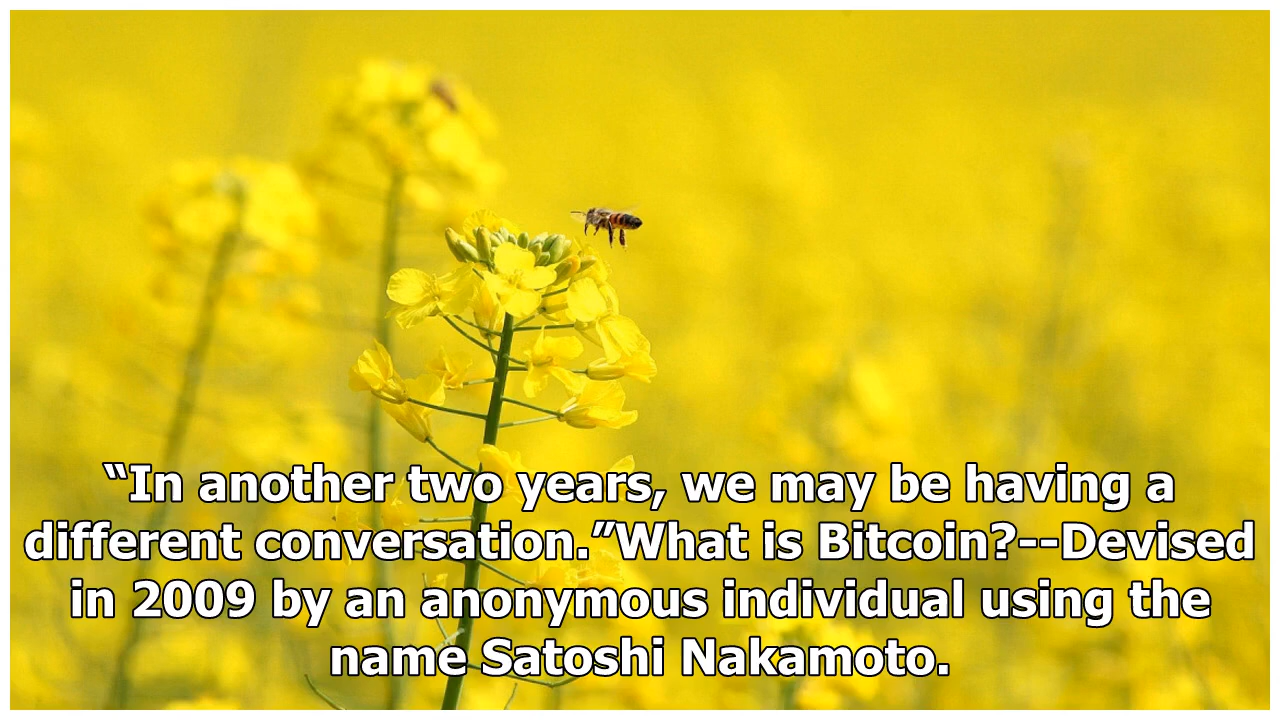 “In another two years, we may be having a
different conversation.”What is Bitcoin?--Devised
in 2009 by an anonymous individual using the
name Satoshi Nakamoto.